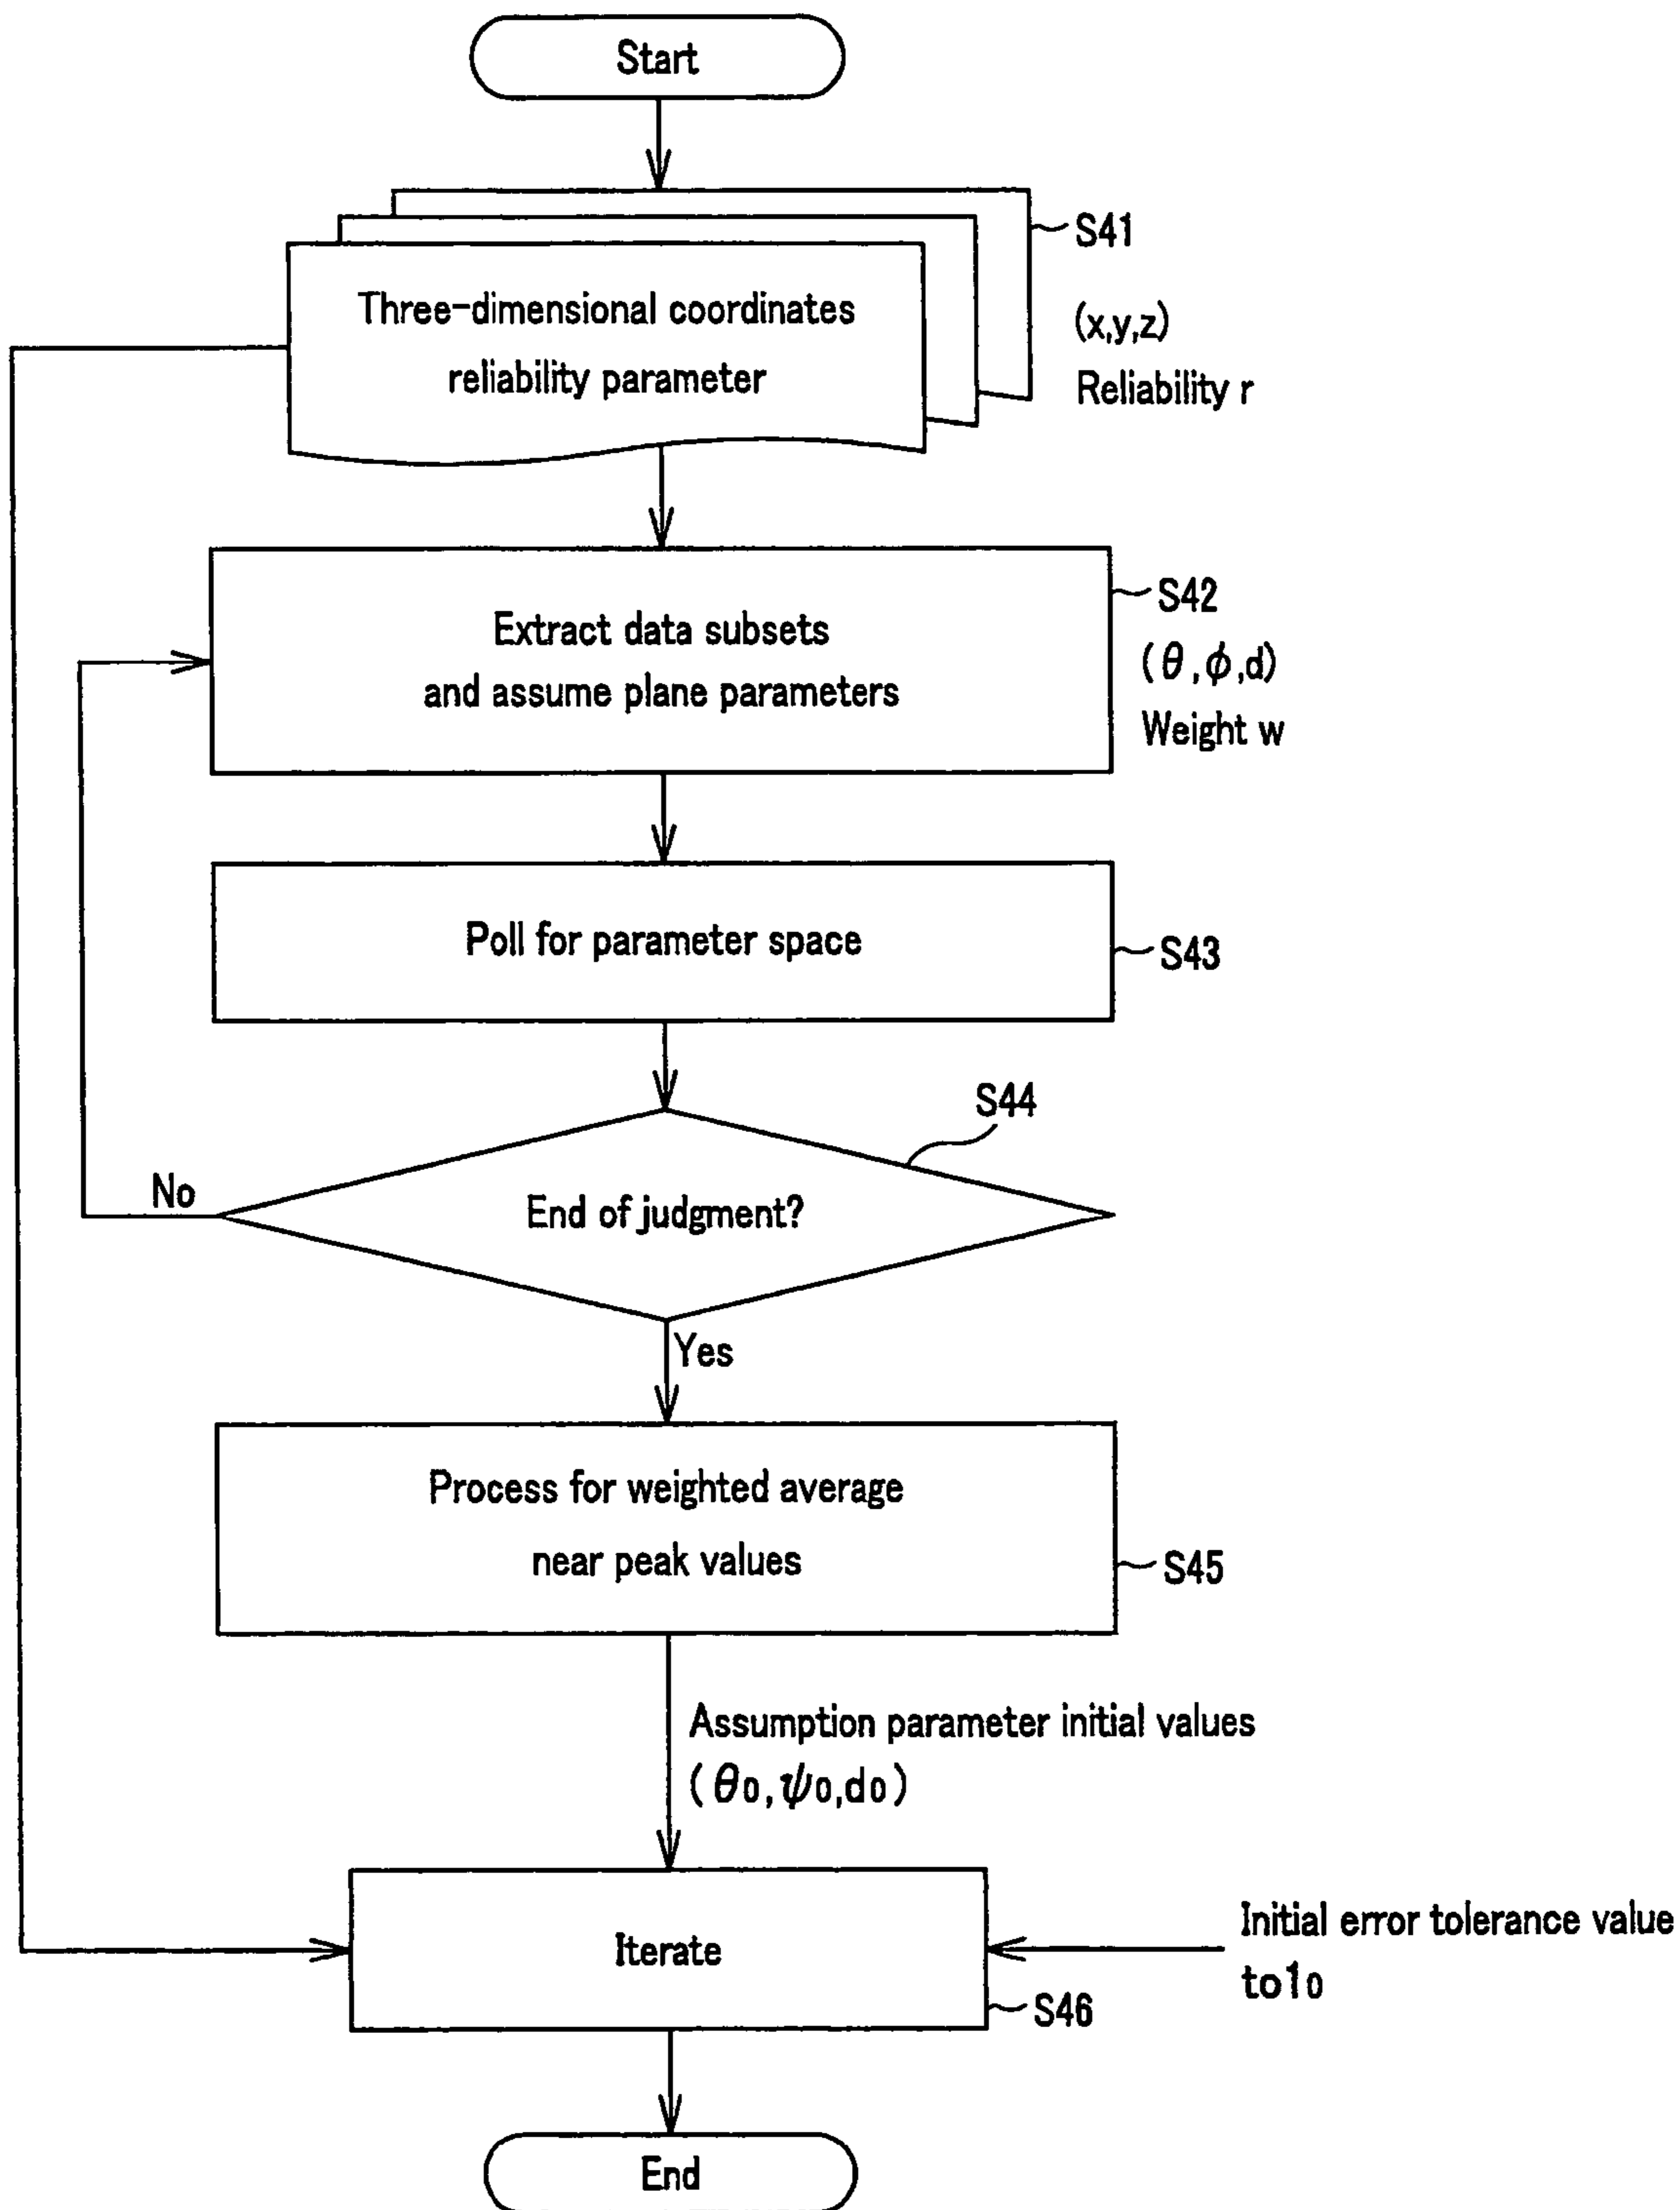 Start
S41
Three-dimensional coordinates
reliability parameter
(x,y,z)
Reliability r
S42
Extract data subsets
and assume plane parameters
(θ,ϕ,d)
Weight w
Poll for parameter space
S43
S44
No
End of judgment?
Yes
Process for weighted average
near peak values
S45
Assumption parameter initial values
(θ0,ψ0,d0)
Iterate
Initial error tolerance value
to10
S46
End